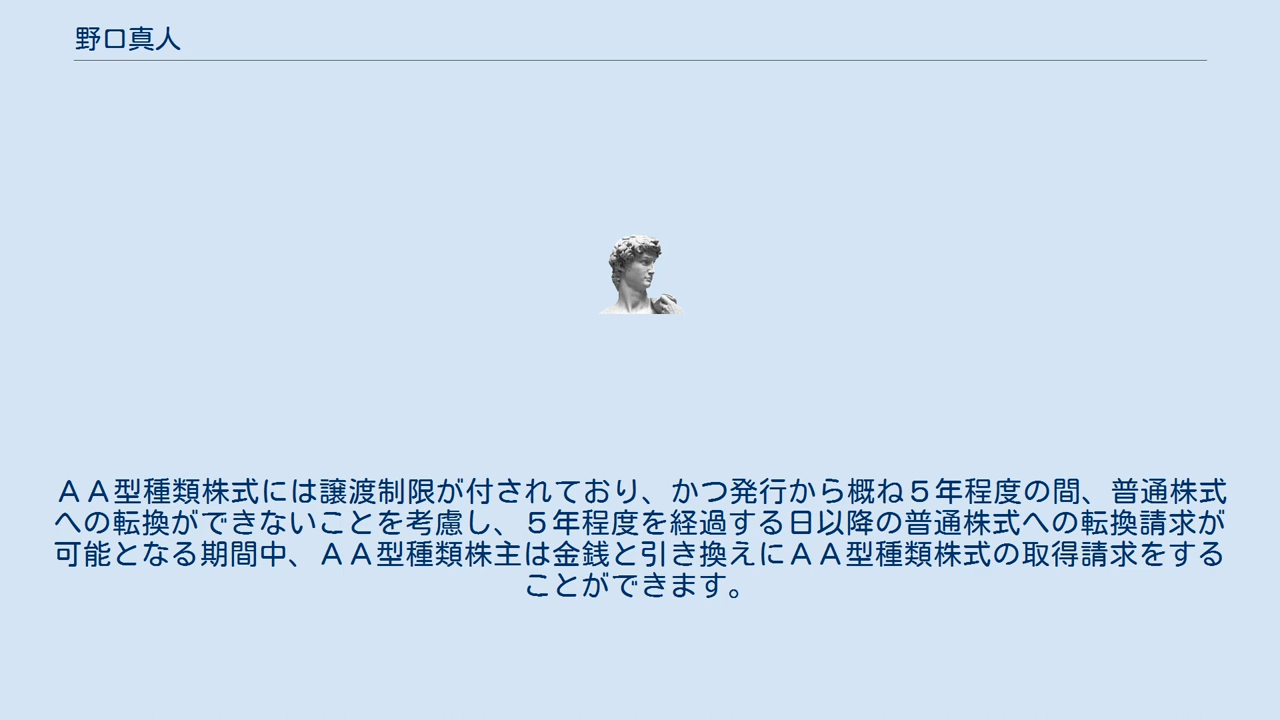 野口真人
ＡＡ型種類株式には譲渡制限が付されており、かつ発行から概ね５年程度の間、普通株式
への転換ができないことを考慮し、５年程度を経過する日以降の普通株式への転換請求が
可能となる期間中、ＡＡ型種類株主は金銭と引き換えにＡＡ型種類株式の取得請求をする
ことができます。